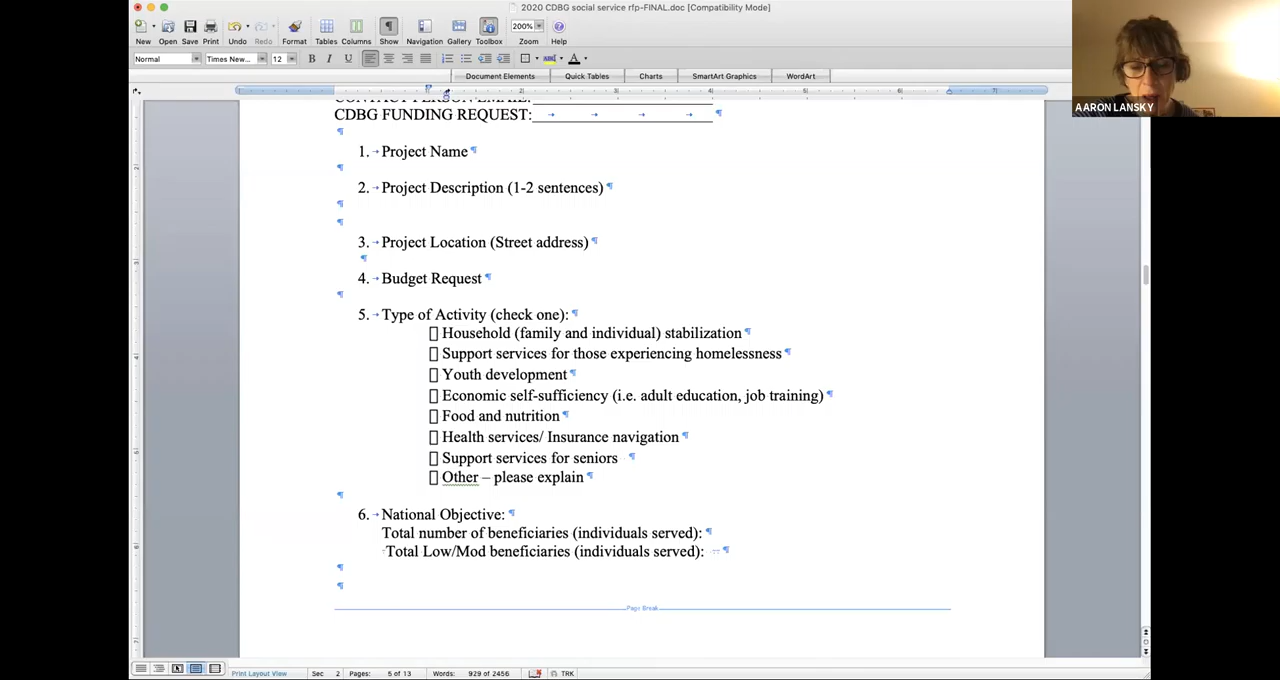 2020 CDBG social service rfp-FINAL.doc [Compatibility Mode]
New Open Save Print Undo Redo Format Tables Columns Show Navigation Gallery Toolbox Zoom Help
200%
Normal Times New... 12 B I U A
Document Elements Quick Tables Charts SmartArt Graphics WordArt
AARON LANSKY
CONTACT PERSON EMAIL:
CDBG FUNDING REQUEST:
1. Project Name
2. Project Description (1-2 sentences)
3. Project Location (Street address)
4. Budget Request
5. Type of Activity (check one):
Household (family and individual) stabilization
Support services for those experiencing homelessness
Youth development
Economic self-sufficiency (i.e. adult education, job training)
Food and nutrition
Health services/ Insurance navigation
Support services for seniors
Other – please explain
6. National Objective:
Total number of beneficiaries (individuals served):
Total Low/Mod beneficiaries (individuals served):
Page Break
Print Layout View Sec 2 Pages: 5 of 13 Words: 929 of 2456 TRK